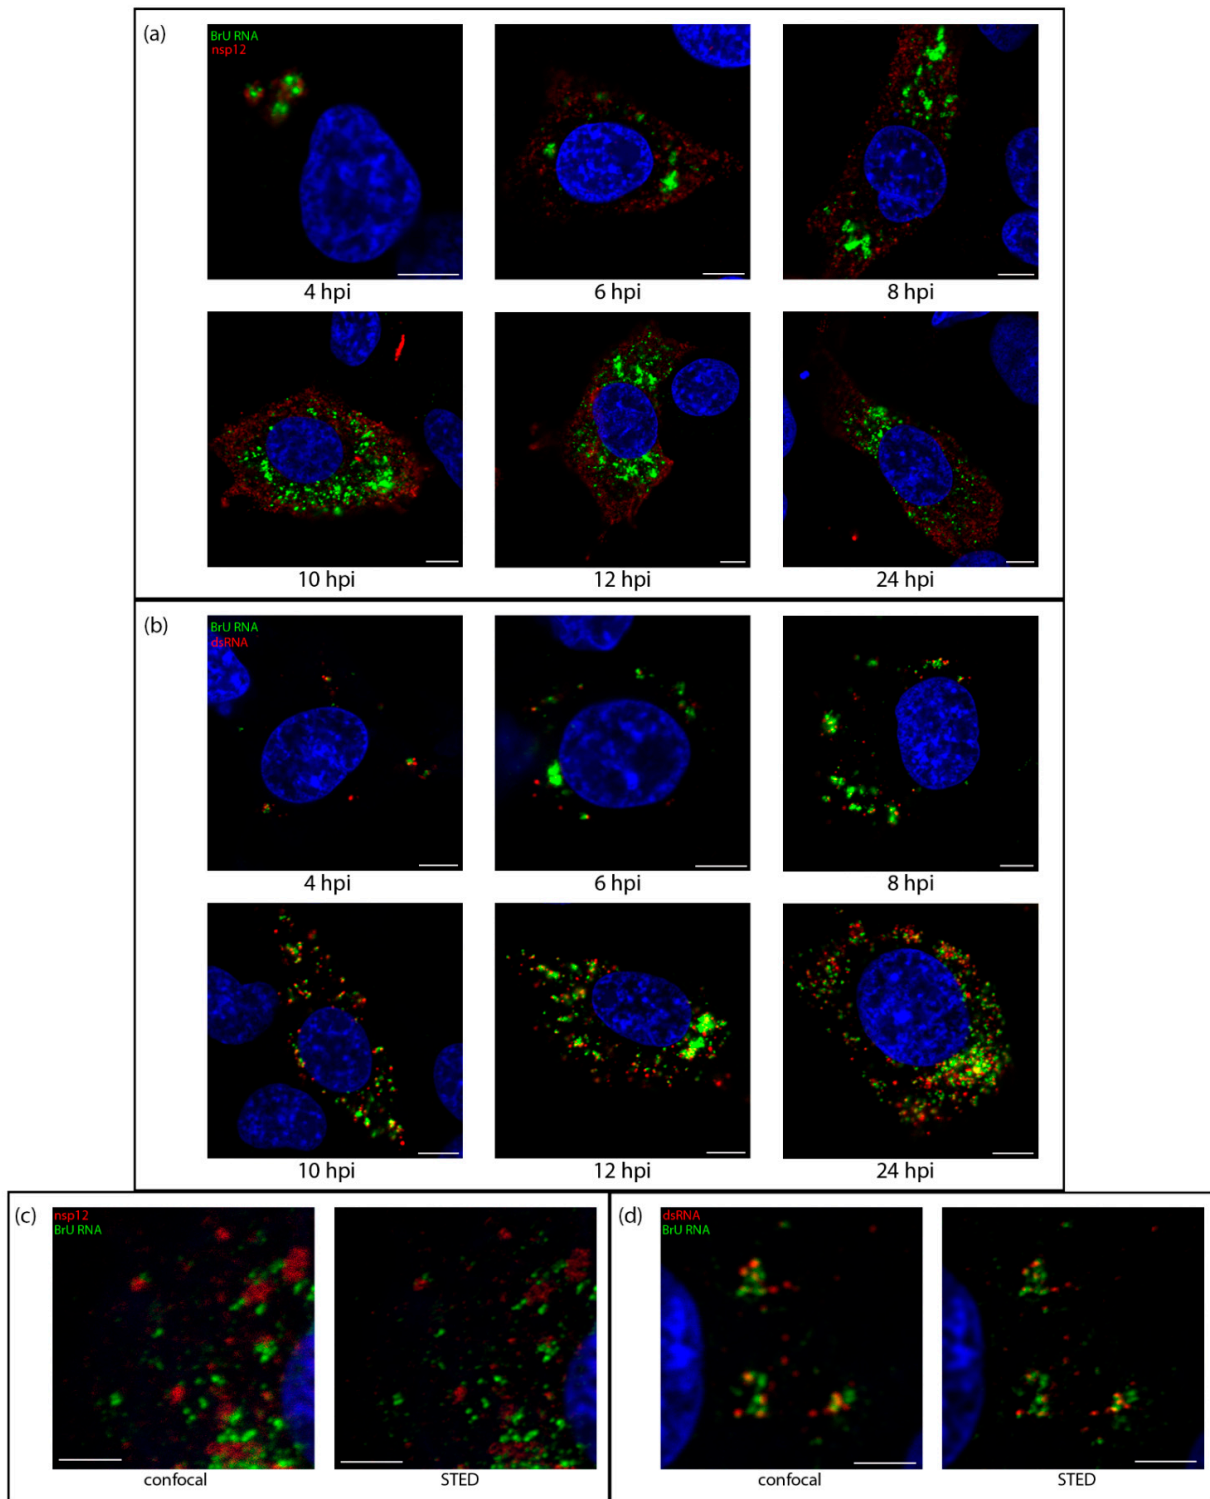 (a)
BrU RNA
nsp12
4 hpi
6 hpi
8 hpi
10 hpi
12 hpi
24 hpi
(b)
BrU RNA
dsRNA
4 hpi
6 hpi
8 hpi
10 hpi
12 hpi
24 hpi
(c)
nsp12
BrU RNA
confocal
STED
(d)
dsRNA
BrU RNA
confocal
STED